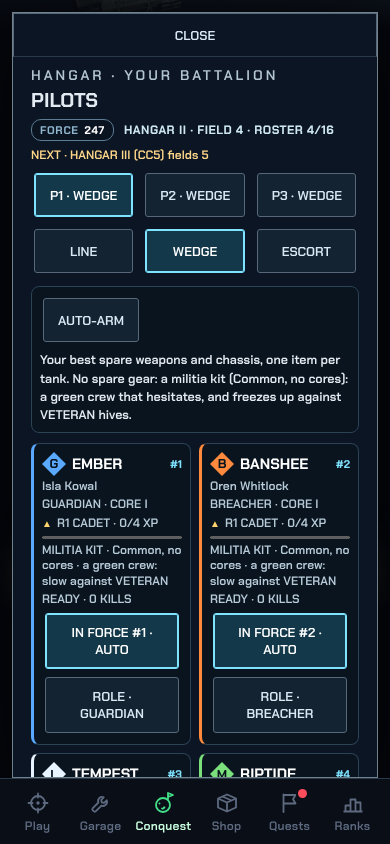 CLOSE
HANGAR · YOUR BATTALION
PILOTS
FORCE 247 HANGAR II · FIELD 4 · ROSTER 4/16
NEXT · HANGAR III (CC5) fields 5
P1 · WEDGE
P2 · WEDGE
P3 · WEDGE
LINE
WEDGE
ESCORT
AUTO-ARM
Your best spare weapons and chassis, one item per
tank. No spare gear: a militia kit (Common, no cores):
a green crew that hesitates, and freezes up against
VETERAN hives.
G EMBER #1
Isla Kowal
GUARDIAN · CORE I
▲ R1 CADET · 0/4 XP
MILITIA KIT · Common, no
cores · a green crew:
slow against VETERAN
READY · 0 KILLS
IN FORCE #1 ·
AUTO
ROLE ·
GUARDIAN
B BANSHEE #2
Oren Whitlock
BREACHER · CORE I
▲ R1 CADET · 0/4 XP
MILITIA KIT · Common, no
cores · a green crew:
slow against VETERAN
READY · 0 KILLS
IN FORCE #2 ·
AUTO
ROLE ·
BREACHER
TEMPEST #3
M RIPTIDE #4
Play
Garage
Conquest
Shop
Quests
Ranks